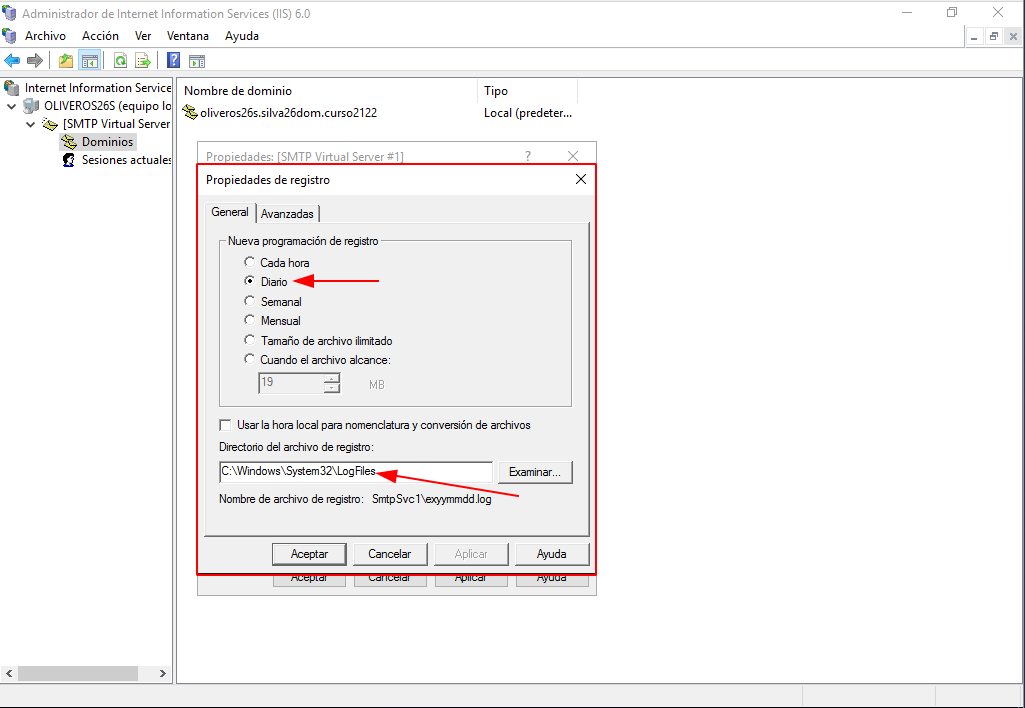 Administrador de Internet Information Services (IIS) 6.0
Archivo Acción Ver Ventana Ayuda
Internet Information Service
OLIVEROS26S (equipo lo
[SMTP Virtual Server
Dominios
Sesiones actuales
Nombre de dominio Tipo
oliveros26s.silva26dom.curso2122 Local (predeter...
Propiedades: [SMTP Virtual Server #1] ?
Propiedades de registro
General Avanzadas
Nueva programación de registro
Cada hora
Diario
Semanal
Mensual
Tamaño de archivo ilimitado
Cuando el archivo alcance:
19 MB
Usar la hora local para nomenclatura y conversión de archivos
Directorio del archivo de registro:
C:\Windows\System32\LogFiles Examinar...
Nombre de archivo de registro: SmtpSvc1\exyymmdd.log
Aceptar Cancelar Aplicar Ayuda
Aceptar Cancelar Aplicar Ayuda